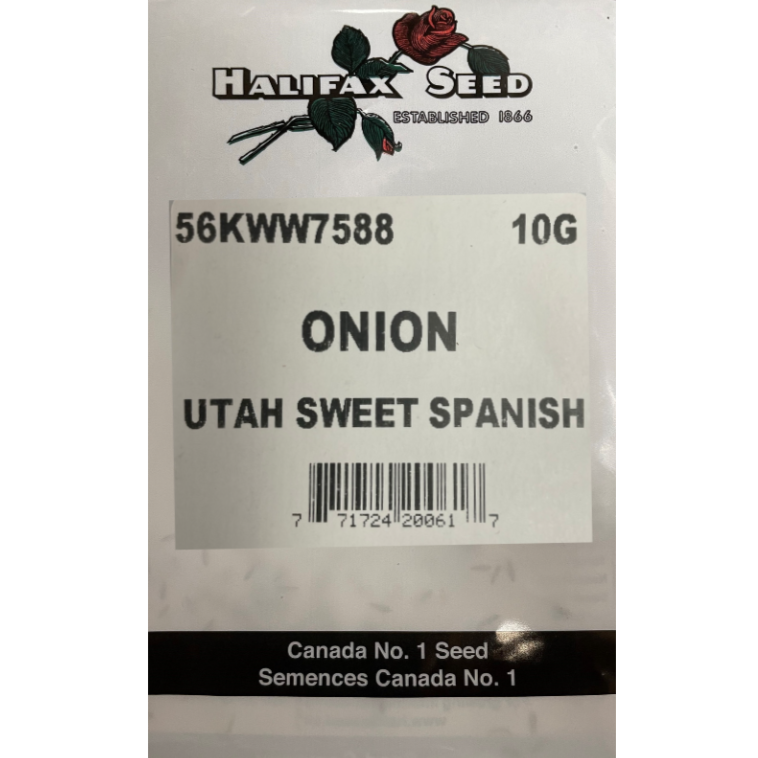 HALIFAX SEED
ESTABLISHED 1866
56KWW7588 10G
ONION
UTAH SWEET SPANISH
7 71724 20061 7
Canada No. 1 Seed
Semences Canada No. 1